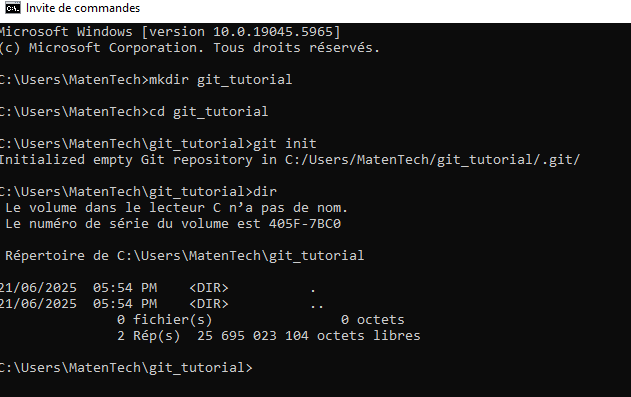 Invite de commandes
Microsoft Windows [version 10.0.19045.5965]
(c) Microsoft Corporation. Tous droits réservés.
C:\Users\MatenTech>mkdir git_tutorial
C:\Users\MatenTech>cd git_tutorial
C:\Users\MatenTech\git_tutorial>git init
Initialized empty Git repository in C:/Users/MatenTech/git_tutorial/.git/
C:\Users\MatenTech\git_tutorial>dir
Le volume dans le lecteur C n’a pas de nom.
Le numéro de série du volume est 405F-7BC0
Répertoire de C:\Users\MatenTech\git_tutorial
21/06/2025  05:54 PM    <DIR>          .
21/06/2025  05:54 PM    <DIR>          ..
0 fichier(s)                0 octets
2 Rép(s)  25 695 023 104 octets libres
C:\Users\MatenTech\git_tutorial>